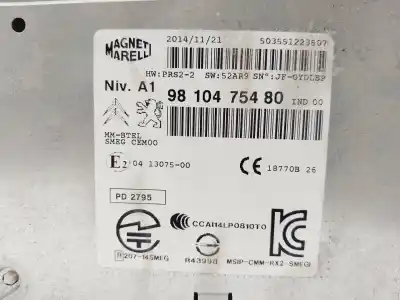 MAGNETI
MARELLI
2014/11/21
503551223507
HW:PRS2-2 SW:52AR9 SN°:JF-GYDLBP
Niv. A1
98 104 754 80 IND 00
MM-BTEL
SMEG CEM00
E2 04 13075-00
CE 18770B 26
PD 2795
CCAI14LP0810T0
R 207-14SMEG
R43998
MSIP-CMM-RX2-SMEGI